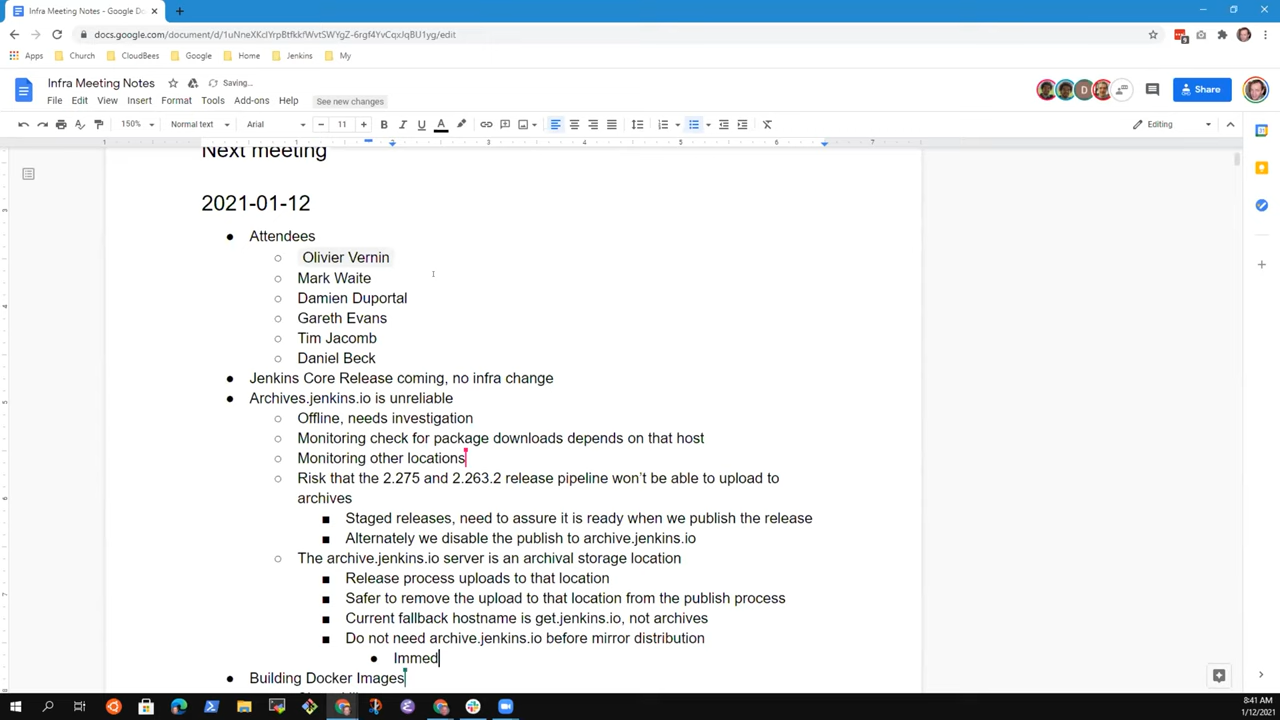 Infra Meeting Notes - Google D
docs.google.com/document/d/1uNneXKclYrpBtfkkfWvtSWYgZ-6rgf4YvCqxJqBU1yg/edit
Apps Church CloudBees Google Home Jenkins My
Infra Meeting Notes Saving...
File Edit View Insert Format Tools Add-ons Help See new changes
D
Share
150% Normal text Arial 11 Editing
1 2 3 4 5 6 7
Next meeting
2021-01-12
Attendees
Olivier Vernin
Mark Waite
Damien Duportal
Gareth Evans
Tim Jacomb
Daniel Beck
Jenkins Core Release coming, no infra change
Archives.jenkins.io is unreliable
Offline, needs investigation
Monitoring check for package downloads depends on that host
Monitoring other locations
Risk that the 2.275 and 2.263.2 release pipeline won't be able to upload to
archives
Staged releases, need to assure it is ready when we publish the release
Alternately we disable the publish to archive.jenkins.io
The archive.jenkins.io server is an archival storage location
Release process uploads to that location
Safer to remove the upload to that location from the publish process
Current fallback hostname is get.jenkins.io, not archives
Do not need archive.jenkins.io before mirror distribution
Immed
Building Docker Images
8:41 AM
1/12/2021